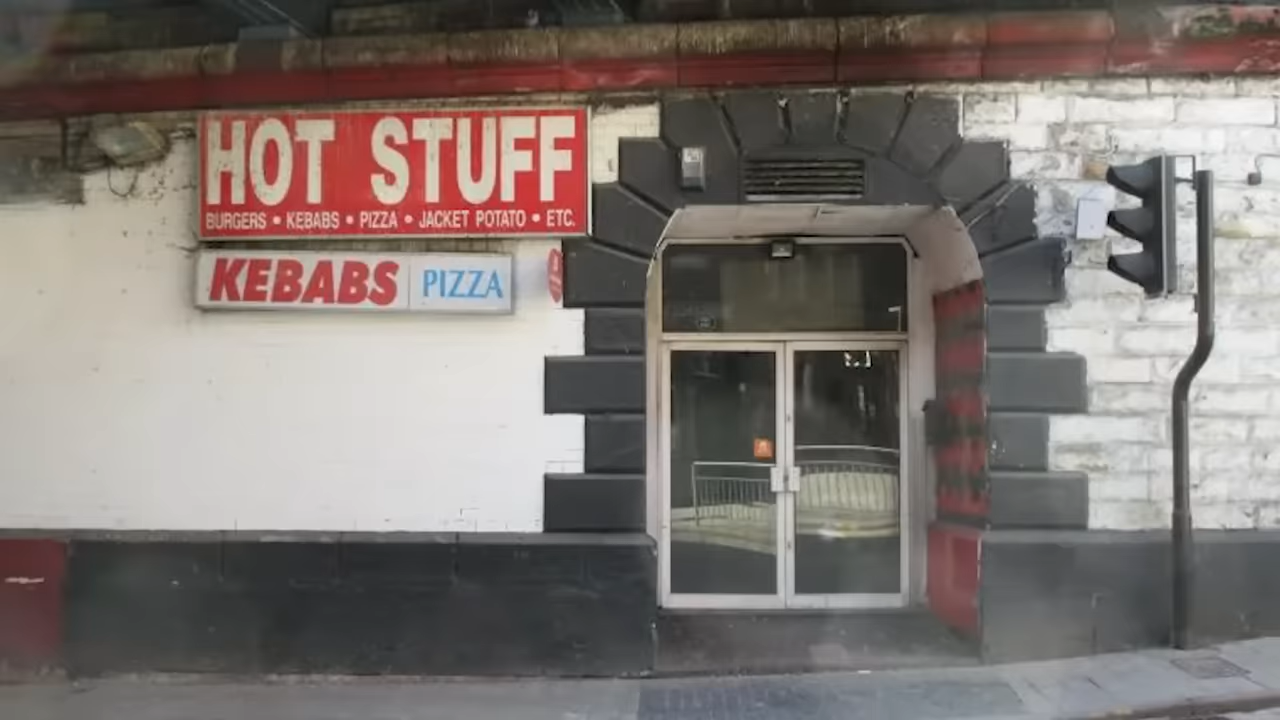 HOT STUFF
BURGERS • KEBABS • PIZZA • JACKET POTATO • ETC.
KEBABS PIZZA